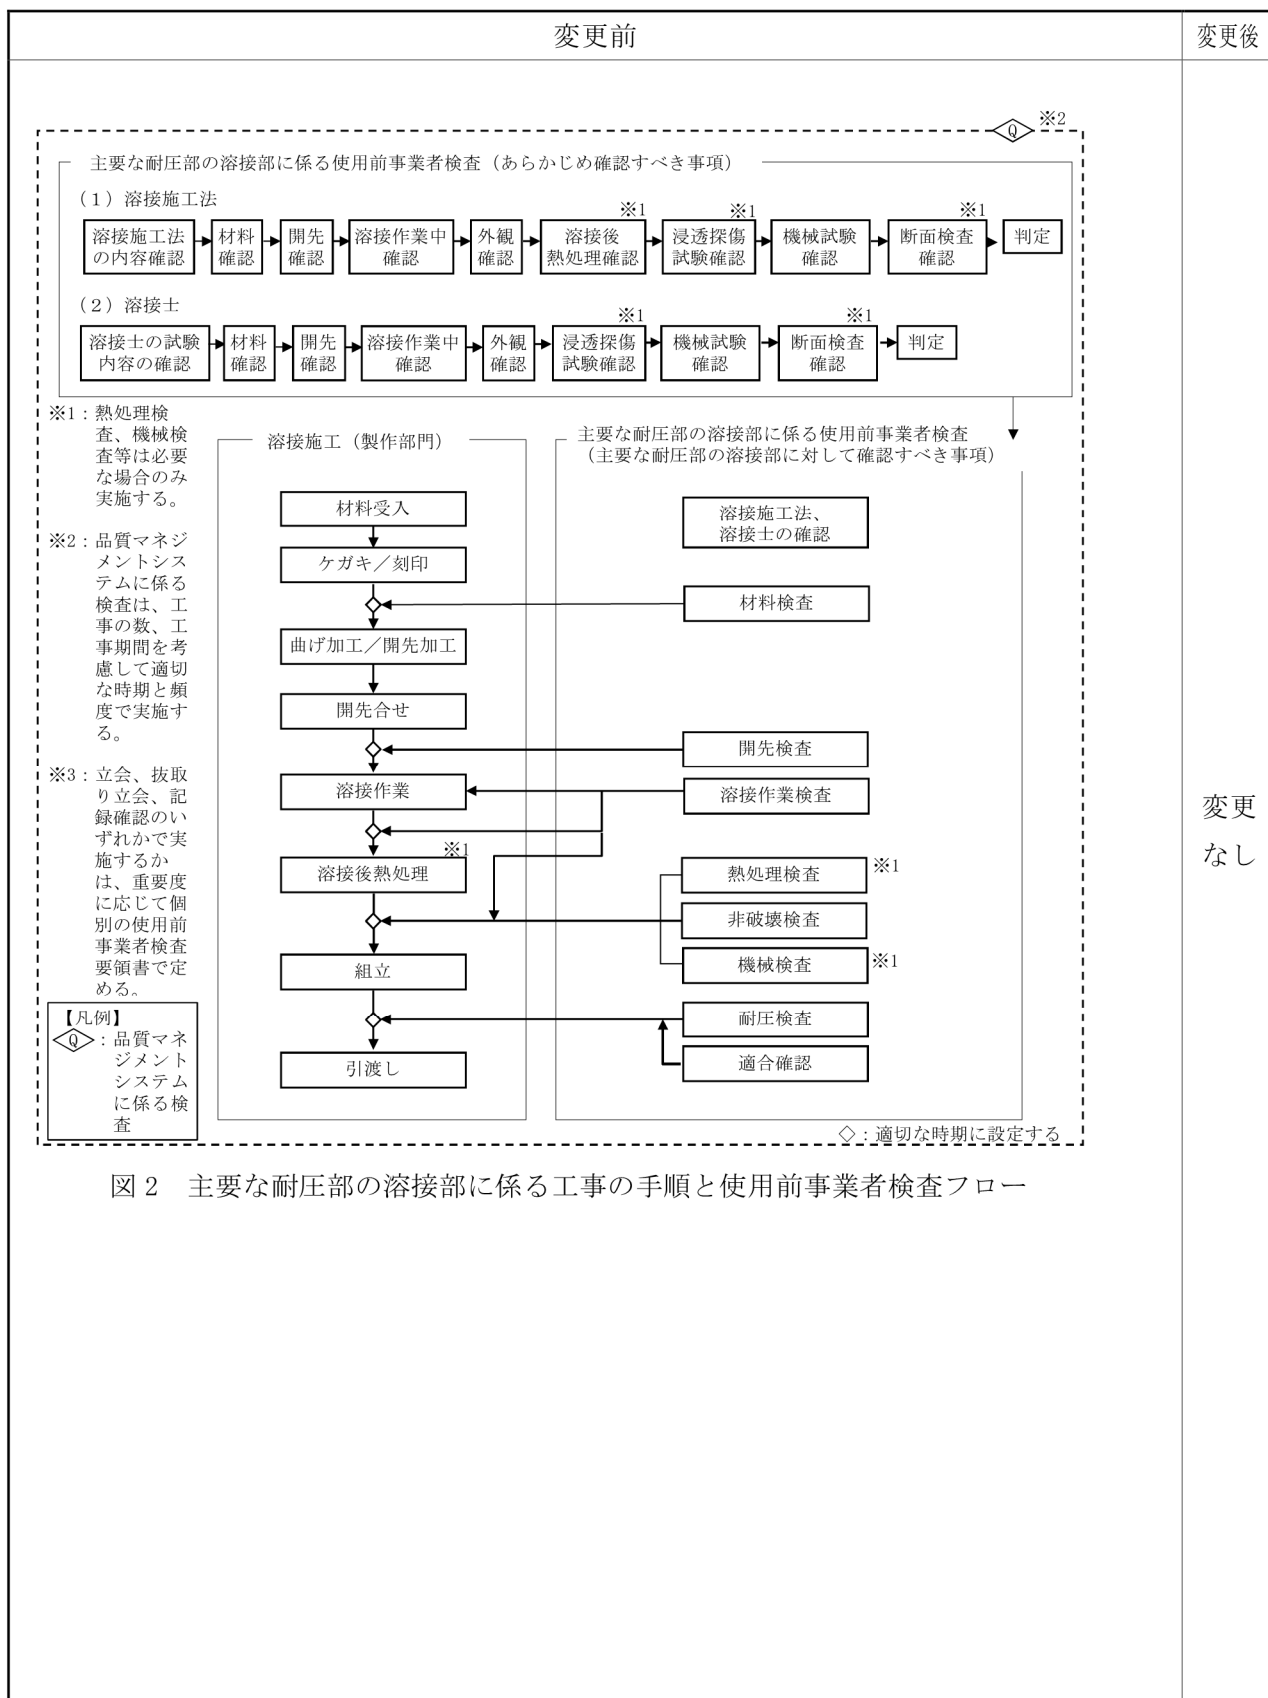 変更前
変更後
Q
※2
主要な耐圧部の溶接部に係る使用前事業者検査（あらかじめ確認すべき事項）
（1）溶接施工法
※1
※1
※1
溶接施工法
の内容確認
材料
確認
開先
確認
溶接作業中
確認
外観
確認
溶接後
熱処理確認
浸透探傷
試験確認
機械試験
確認
断面検査
確認
判定
（2）溶接士
※1
※1
溶接士の試験
内容の確認
材料
確認
開先
確認
溶接作業中
確認
外観
確認
浸透探傷
試験確認
機械試験
確認
断面検査
確認
判定
※1：熱処理検
査、機械検
査等は必要
な場合のみ
実施する。
※2：品質マネジ
メントシス
テムに係る
検査は、工
事の数、工
事期間を考
慮して適切
な時期と頻
度で実施す
る。
※3：立会、抜取
り立会、記
録確認のい
ずれかで実
施するか
は、重要度
に応じて個
別の使用前
事業者検査
要領書で定
める。
【凡例】
Q：品質マネ
ジメント
システム
に係る検
査
溶接施工（製作部門）
材料受入
ケガキ／刻印
曲げ加工／開先加工
開先合せ
溶接作業
※1
溶接後熱処理
組立
引渡し
主要な耐圧部の溶接部に係る使用前事業者検査
（主要な耐圧部の溶接部に対して確認すべき事項）
溶接施工法、
溶接士の確認
材料検査
開先検査
溶接作業検査
熱処理検査
※1
非破壊検査
機械検査
※1
耐圧検査
適合確認
◇：適切な時期に設定する
図2　主要な耐圧部の溶接部に係る工事の手順と使用前事業者検査フロー
変更
なし